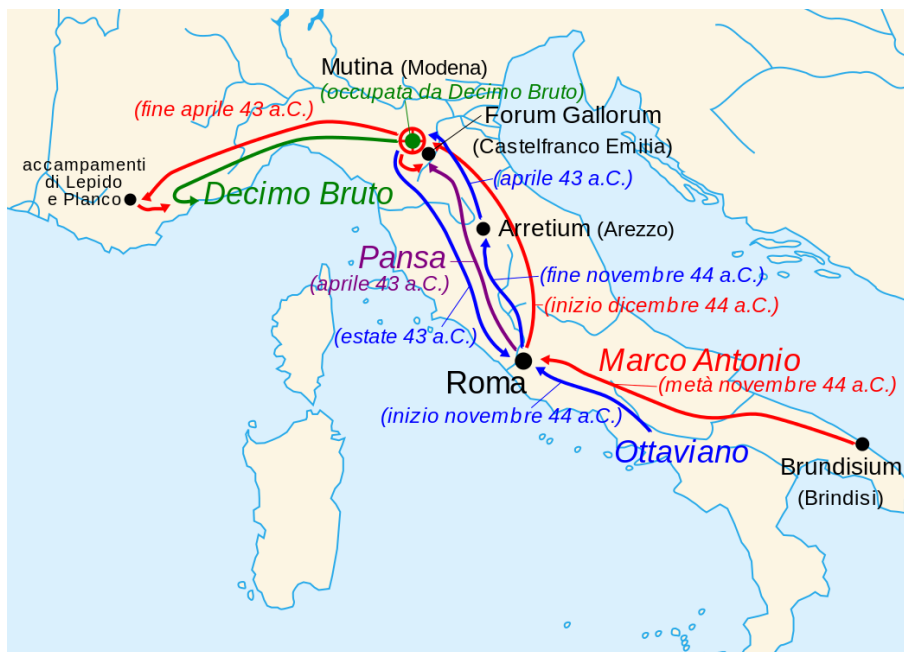 Mutina (Modena)
(occupata da Decimo Bruto)
(fine aprile 43 a.C.)
Forum Gallorum
(Castelfranco Emilia)
accampamenti
di Lepido
e Planco
Decimo Bruto
(aprile 43 a.C.)
Arretium (Arezzo)
Pansa
(aprile 43 a.C.)
(fine novembre 44 a.C.)
(inizio dicembre 44 a.C.)
(estate 43 a.C.)
Marco Antonio
(metà novembre 44 a.C.)
Roma
(inizio novembre 44 a.C.)
Ottaviano
Brundisium
(Brindisi)